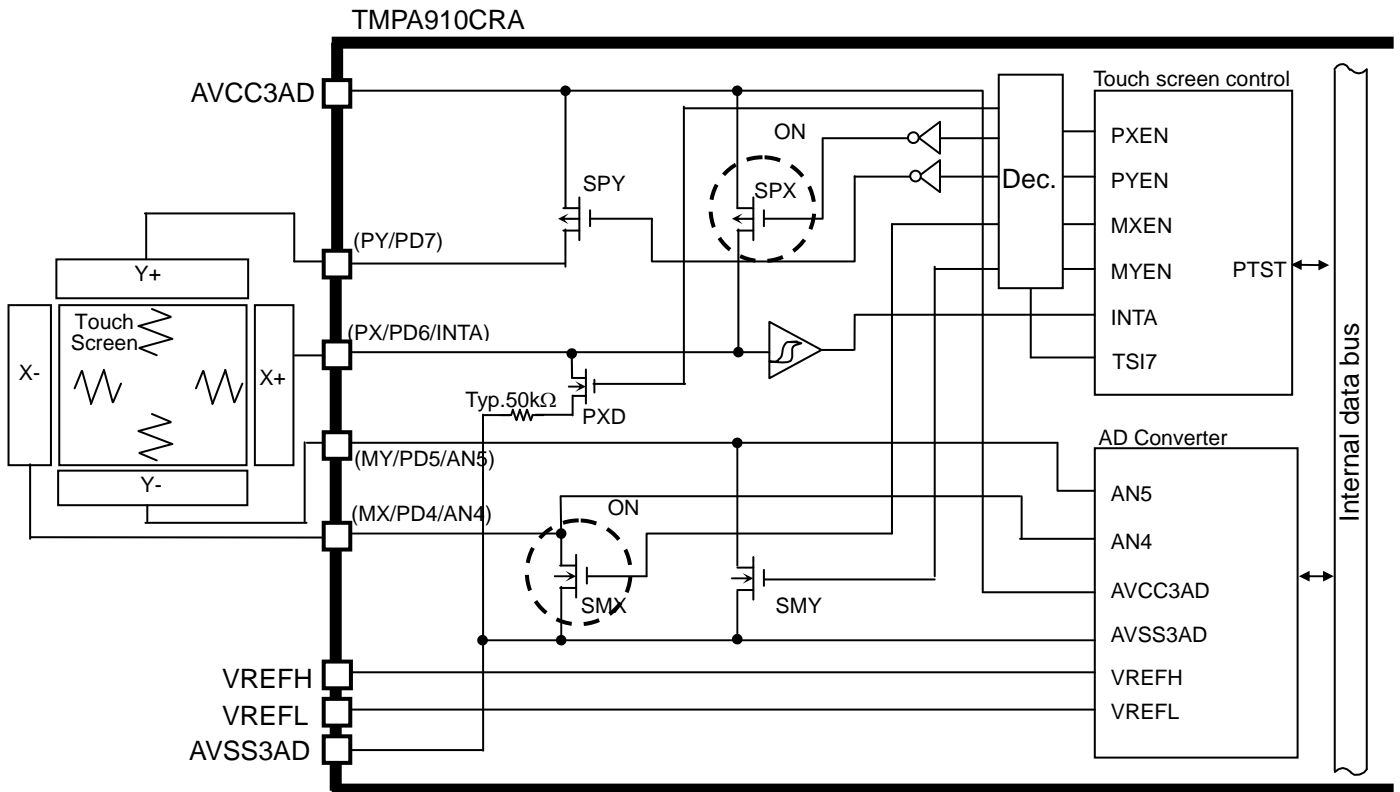 TMPA910CRA
AVCC3AD
Touch screen control
ON
PXEN
SPY
SPX
Dec.
PYEN
MXEN
(PY/PD7)
Y+
MYEN
PTST
Touch
Screen
(PX/PD6/INTA)
INTA
X-
X+
TSI7
Typ.50kΩ
PXD
Internal data bus
AD Converter
(MY/PD5/AN5)
Y-
AN5
(MX/PD4/AN4)
ON
AN4
AVCC3AD
SMX
SMY
AVSS3AD
VREFH
VREFH
VREFL
VREFL
AVSS3AD